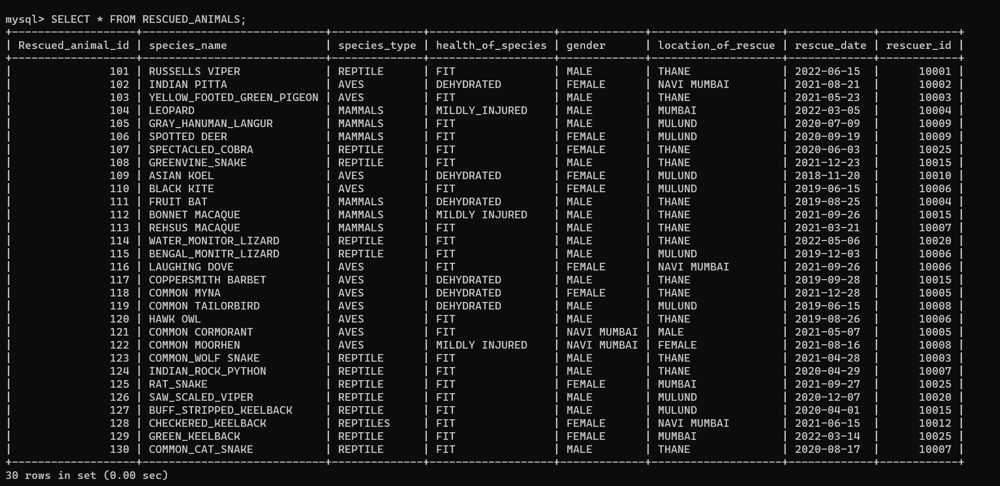 mysql> SELECT * FROM RESCUED_ANIMALS;
+-------------------+----------------------------+--------------+-------------------+-------------+--------------------+-------------+------------+
| Rescued_animal_id | species_name               | species_type | health_of_species | gender      | location_of_rescue | rescue_date | rescuer_id |
+-------------------+----------------------------+--------------+-------------------+-------------+--------------------+-------------+------------+
|               101 | RUSSELLS VIPER             | REPTILE      | FIT               | MALE        | THANE              | 2022-06-15  |      10001 |
|               102 | INDIAN PITTA               | AVES         | DEHYDRATED        | FEMALE      | NAVI MUMBAI        | 2021-08-21  |      10002 |
|               103 | YELLOW_FOOTED_GREEN_PIGEON | AVES         | FIT               | MALE        | THANE              | 2021-05-23  |      10003 |
|               104 | LEOPARD                    | MAMMALS      | MILDLY_INJURED    | MALE        | MUMBAI             | 2022-03-05  |      10004 |
|               105 | GRAY_HANUMAN_LANGUR        | MAMMALS      | FIT               | MALE        | MULUND             | 2020-07-09  |      10009 |
|               106 | SPOTTED DEER               | MAMMALS      | FIT               | FEMALE      | MULUND             | 2020-09-19  |      10009 |
|               107 | SPECTACLED_COBRA           | REPTILE      | FIT               | FEMALE      | THANE              | 2020-06-03  |      10025 |
|               108 | GREENVINE_SNAKE            | REPTILE      | FIT               | MALE        | THANE              | 2021-12-23  |      10015 |
|               109 | ASIAN KOEL                 | AVES         | DEHYDRATED        | FEMALE      | MULUND             | 2018-11-20  |      10010 |
|               110 | BLACK KITE                 | AVES         | FIT               | FEMALE      | MULUND             | 2019-06-15  |      10006 |
|               111 | FRUIT BAT                  | MAMMALS      | DEHYDRATED        | MALE        | THANE              | 2019-08-25  |      10004 |
|               112 | BONNET MACAQUE             | MAMMALS      | MILDLY INJURED    | MALE        | THANE              | 2021-09-26  |      10015 |
|               113 | REHSUS MACAQUE             | MAMMALS      | FIT               | MALE        | THANE              | 2021-03-21  |      10007 |
|               114 | WATER_MONITOR_LIZARD       | REPTILE      | FIT               | MALE        | THANE              | 2022-05-06  |      10020 |
|               115 | BENGAL_MONITR_LIZARD       | REPTILE      | FIT               | MALE        | MULUND             | 2019-12-03  |      10006 |
|               116 | LAUGHING DOVE              | AVES         | FIT               | FEMALE      | NAVI MUMBAI        | 2021-09-26  |      10006 |
|               117 | COPPERSMITH BARBET         | AVES         | DEHYDRATED        | MALE        | THANE              | 2019-09-28  |      10015 |
|               118 | COMMON MYNA                | AVES         | DEHYDRATED        | FEMALE      | THANE              | 2021-12-28  |      10005 |
|               119 | COMMON TAILORBIRD          | AVES         | DEHYDRATED        | MALE        | MULUND             | 2019-06-15  |      10008 |
|               120 | HAWK OWL                   | AVES         | FIT               | MALE        | THANE              | 2019-08-26  |      10006 |
|               121 | COMMON CORMORANT           | AVES         | FIT               | NAVI MUMBAI | MALE               | 2021-05-07  |      10005 |
|               122 | COMMON MOORHEN             | AVES         | MILDLY INJURED    | NAVI MUMBAI | FEMALE             | 2021-08-16  |      10008 |
|               123 | COMMON_WOLF SNAKE          | REPTILE      | FIT               | MALE        | THANE              | 2021-04-28  |      10003 |
|               124 | INDIAN_ROCK_PYTHON         | REPTILE      | FIT               | MALE        | THANE              | 2020-04-29  |      10007 |
|               125 | RAT_SNAKE                  | REPTILE      | FIT               | FEMALE      | MUMBAI             | 2021-09-27  |      10025 |
|               126 | SAW_SCALED_VIPER           | REPTILE      | FIT               | MALE        | MULUND             | 2020-12-07  |      10020 |
|               127 | BUFF_STRIPPED_KEELBACK     | REPTILE      | FIT               | MALE        | MULUND             | 2020-04-01  |      10015 |
|               128 | CHECKERED_KEELBACK         | REPTILES     | FIT               | FEMALE      | NAVI MUMBAI        | 2021-06-15  |      10012 |
|               129 | GREEN_KEELBACK             | REPTILE      | FIT               | FEMALE      | MUMBAI             | 2022-03-14  |      10025 |
|               130 | COMMON_CAT_SNAKE           | REPTILE      | FIT               | MALE        | THANE              | 2020-08-17  |      10007 |
+-------------------+----------------------------+--------------+-------------------+-------------+--------------------+-------------+------------+
30 rows in set (0.00 sec)